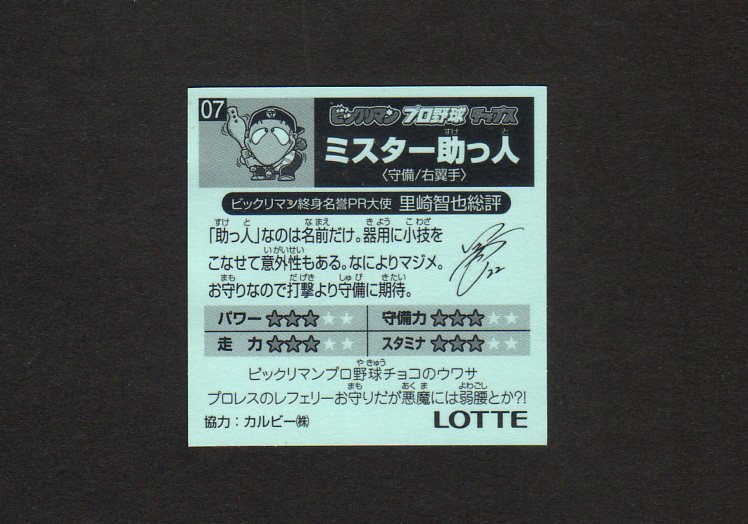 07
ビックリマン プロ野球 チップス
ミスター助っ人
〈守備/右翼手〉
ビックリマン終身名誉PR大使 里崎智也総評
「助っ人」なのは名前だけ。器用に小技を
こなせて意外性もある。なによりマジメ。
お守りなので打撃より守備に期待。
パワー ★★★★★ 守備力 ★★★★★
走 力 ★★★★★ スタミナ ★★★★★
ビックリマンプロ野球チョコのウワサ
プロレスのレフェリーお守りだが悪魔には弱腰とか?!
協力：カルビー㈱ LOTTE